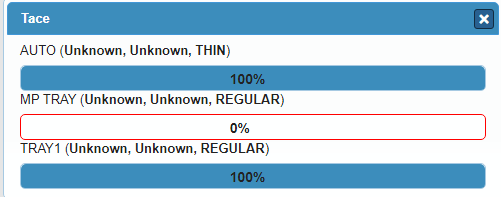 Tace
AUTO (Unknown, Unknown, THIN)
100%
MP TRAY (Unknown, Unknown, REGULAR)
0%
TRAY1 (Unknown, Unknown, REGULAR)
100%